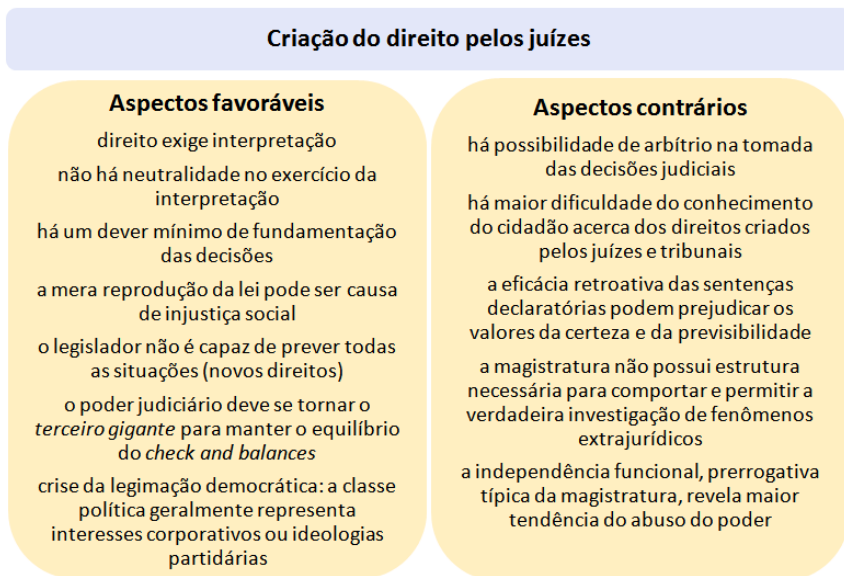 Criação do direito pelos juízes
Aspectos favoráveis
direito exige interpretação
não há neutralidade no exercício da
interpretação
há um dever mínimo de fundamentação
das decisões
a mera reprodução da lei pode ser causa
de injustiça social
o legislador não é capaz de prever todas
as situações (novos direitos)
o poder judiciário deve se tornar o
terceiro gigante para manter o equilíbrio
do check and balances
crise da legimação democrática: a classe
política geralmente representa
interesses corporativos ou ideologias
partidárias
Aspectos contrários
há possibilidade de arbítrio na tomada
das decisões judiciais
há maior dificuldade do conhecimento
do cidadão acerca dos direitos criados
pelos juízes e tribunais
a eficácia retroativa das sentenças
declaratórias podem prejudicar os
valores da certeza e da previsibilidade
a magistratura não possui estrutura
necessária para comportar e permitir a
verdadeira investigação de fenômenos
extrajurídicos
a independência funcional, prerrogativa
típica da magistratura, revela maior
tendência do abuso do poder